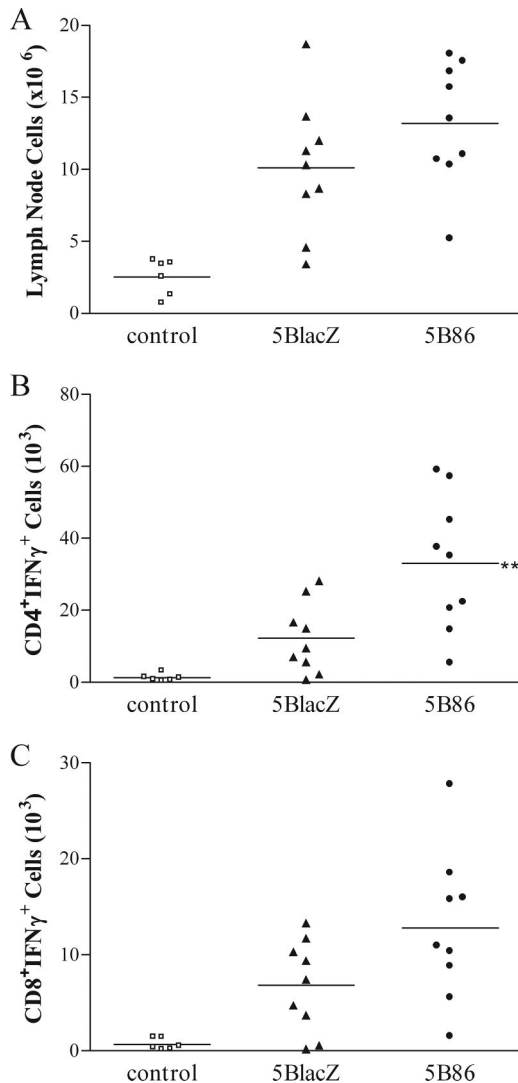 A
Lymph Node Cells (x10 6)
20
15
10
5
0
control 5BlacZ 5B86
B
CD4+IFNγ+ Cells (103)
80
60
40
20
0
**
control 5BlacZ 5B86
C
CD8+IFNγ+ Cells (103)
30
20
10
0
control 5BlacZ 5B86